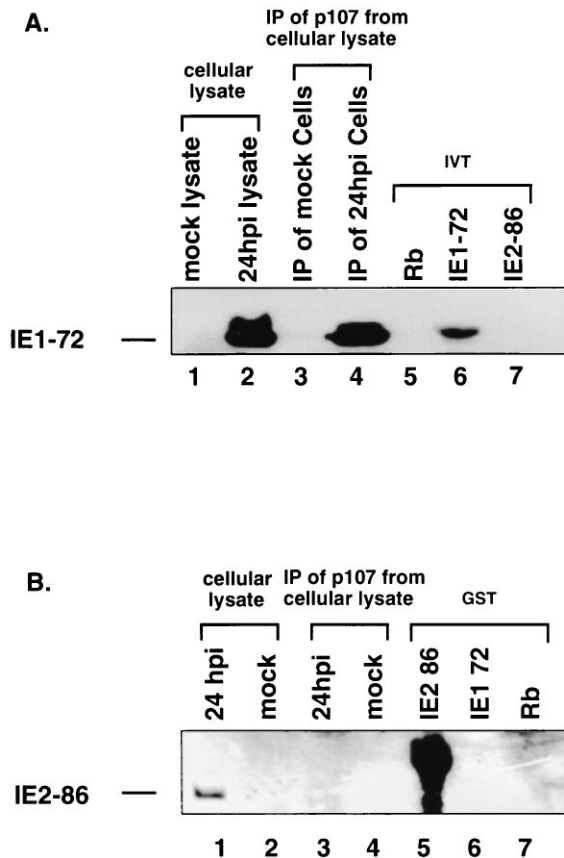 A.
IP of p107 from
cellular lysate
cellular
lysate
mock lysate
24hpi lysate
IP of mock Cells
IP of 24hpi Cells
IVT
Rb
IE1-72
IE2-86
IE1-72
1 2 3 4 5 6 7
B.
cellular
lysate
IP of p107 from
cellular lysate
GST
24 hpi
mock
24hpi
mock
IE2 86
IE1 72
Rb
IE2-86
1 2 3 4 5 6 7